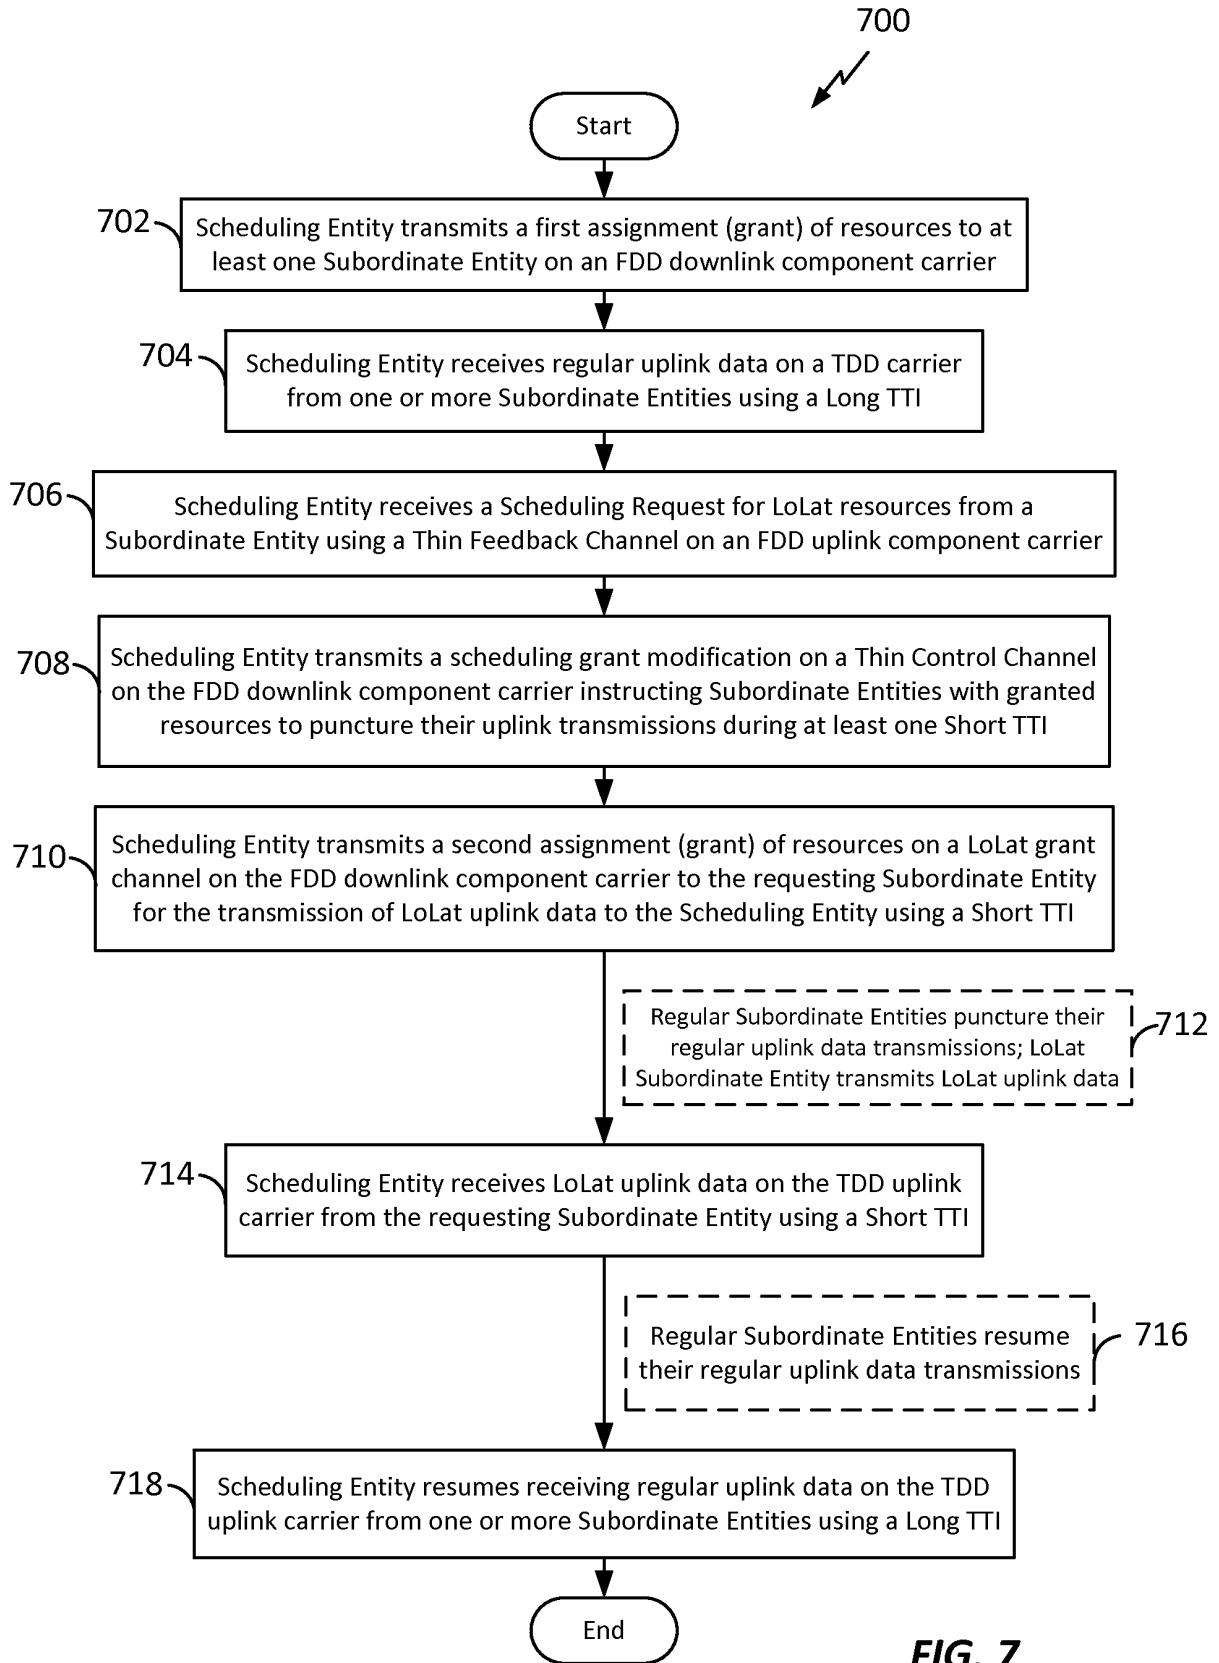 700
Start
702
Scheduling Entity transmits a first assignment (grant) of resources to at
least one Subordinate Entity on an FDD downlink component carrier
704
Scheduling Entity receives regular uplink data on a TDD carrier
from one or more Subordinate Entities using a Long TTI
706
Scheduling Entity receives a Scheduling Request for LoLat resources from a
Subordinate Entity using a Thin Feedback Channel on an FDD uplink component carrier
708
Scheduling Entity transmits a scheduling grant modification on a Thin Control Channel
on the FDD downlink component carrier instructing Subordinate Entities with granted
resources to puncture their uplink transmissions during at least one Short TTI
710
Scheduling Entity transmits a second assignment (grant) of resources on a LoLat grant
channel on the FDD downlink component carrier to the requesting Subordinate Entity
for the transmission of LoLat uplink data to the Scheduling Entity using a Short TTI
Regular Subordinate Entities puncture their
regular uplink data transmissions; LoLat
Subordinate Entity transmits LoLat uplink data
712
714
Scheduling Entity receives LoLat uplink data on the TDD uplink
carrier from the requesting Subordinate Entity using a Short TTI
Regular Subordinate Entities resume
their regular uplink data transmissions
716
718
Scheduling Entity resumes receiving regular uplink data on the TDD
uplink carrier from one or more Subordinate Entities using a Long TTI
End
FIG. 7